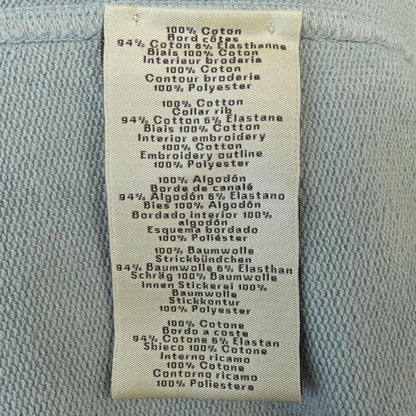 100% Coton
Bord côtes
94% Coton 6% Elasthanne
Biais 100% Coton
Interieur broderie
100% Coton
Contour broderie
100% Polyester
100% Cotton
Collar rib
94% Cotton 6% Elastane
Biais 100% Cotton
Interior embroidery
100% Cotton
Embroidery outline
100% Polyester
100% Algodón
Borde de canalé
94% Algodón 6% Elastano
Bies 100% Algodón
Bordado interior 100%
algodón
Esquema bordado
100% Poliéster
100% Baumwolle
Strickbündchen
94% Baumwolle 6% Elasthan
Schräg 100% Baumwolle
Innen Stickerei 100%
Baumwolle
Stickkontur
100% Polyester
100% Cotone
Bordo a coste
94% Cotone 6% Elastan
Sbieco 100% Cotone
Interno ricamo
100% Cotone
Contorno ricamo
100% Poliestere